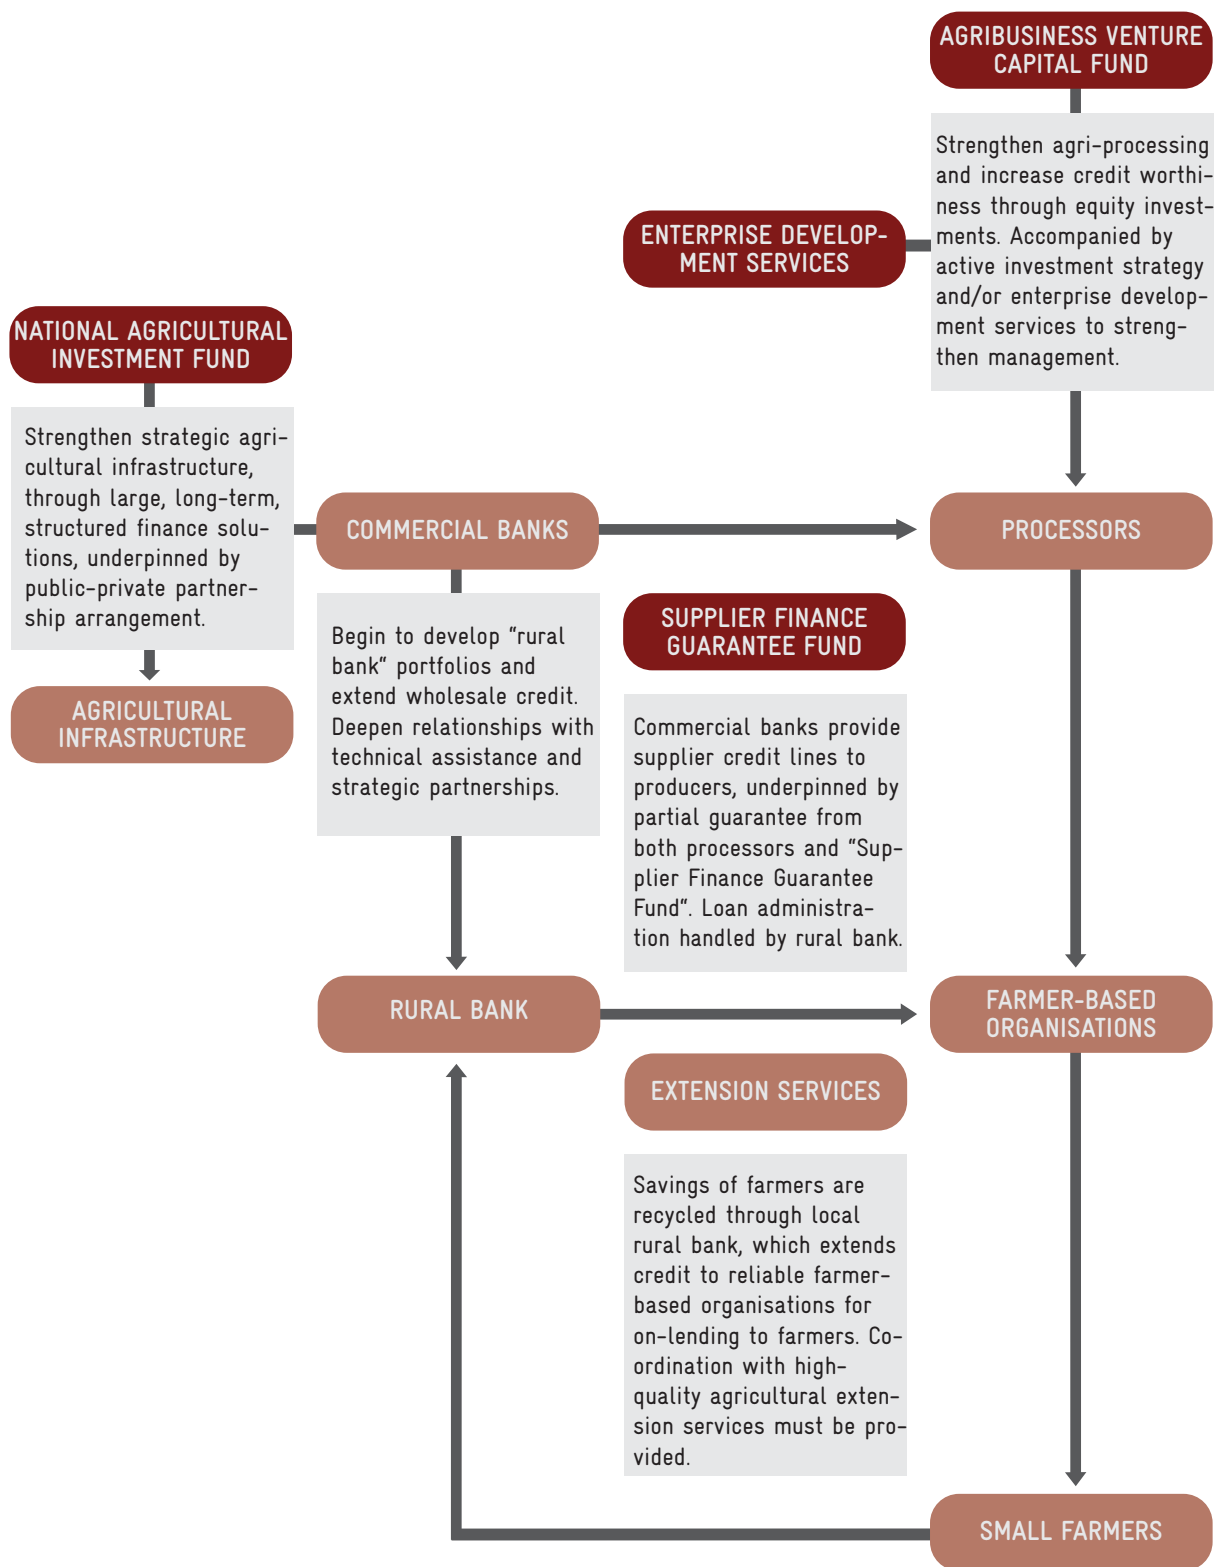 AGRIBUSINESS VENTURE
CAPITAL FUND
Strengthen agri-processing
and increase credit worthi-
ness through equity invest-
ments. Accompanied by
active investment strategy
and/or enterprise develop-
ment services to streng-
then management.
ENTERPRISE DEVELOP-
MENT SERVICES
NATIONAL AGRICULTURAL
INVESTMENT FUND
Strengthen strategic agri-
cultural infrastructure,
through large, long-term,
structured finance solu-
tions, underpinned by
public-private partner-
ship arrangement.
COMMERCIAL BANKS
PROCESSORS
AGRICULTURAL
INFRASTRUCTURE
Begin to develop “rural
bank“ portfolios and
extend wholesale credit.
Deepen relationships with
technical assistance and
strategic partnerships.
SUPPLIER FINANCE
GUARANTEE FUND
Commercial banks provide
supplier credit lines to
producers, underpinned by
partial guarantee from
both processors and “Sup-
plier Finance Guarantee
Fund“. Loan administra-
tion handled by rural bank.
RURAL BANK
FARMER-BASED
ORGANISATIONS
EXTENSION SERVICES
Savings of farmers are
recycled through local
rural bank, which extends
credit to reliable farmer-
based organisations for
on-lending to farmers. Co-
ordination with high-
quality agricultural exten-
sion services must be pro-
vided.
SMALL FARMERS